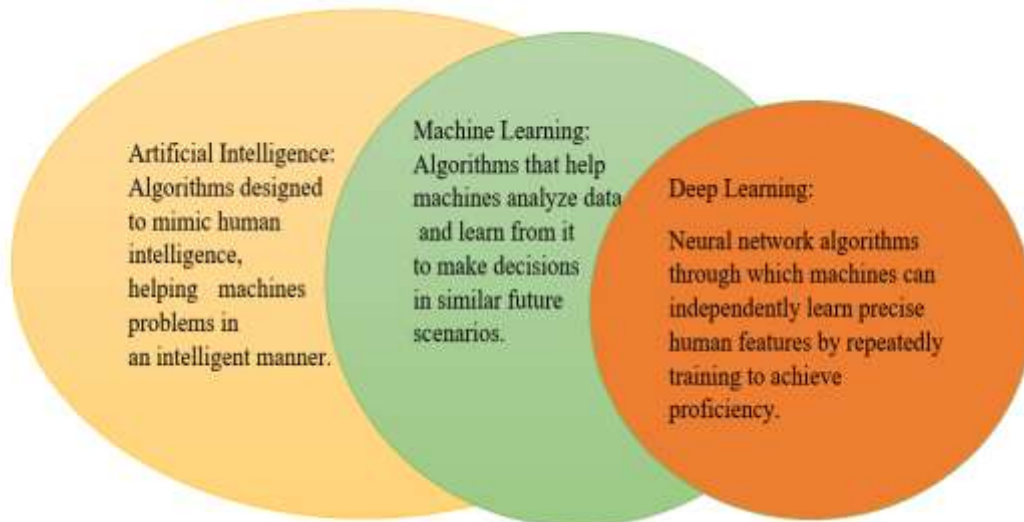 Artificial Intelligence:
Algorithms designed
to mimic human
intelligence,
helping machines
problems in
an intelligent manner.
Machine Learning:
Algorithms that help
machines analyze data
and learn from it
to make decisions
in similar future
scenarios.
Deep Learning:
Neural network algorithms
through which machines can
independently learn precise
human features by repeatedly
training to achieve
proficiency.